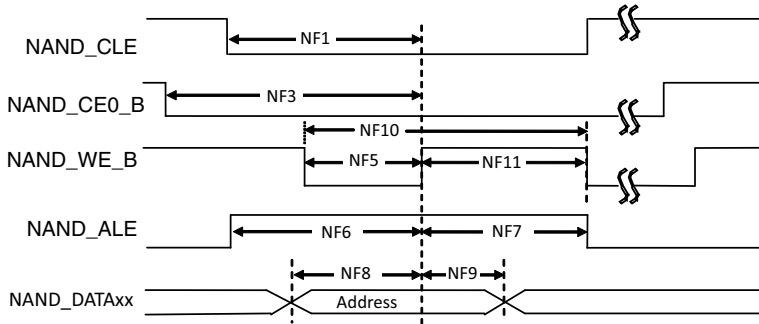 NAND_CLE
NF1
NAND_CE0_B
NF3
NF10
NAND_WE_B
NF5
NF11
NAND_ALE
NF6
NF7
NF8
NF9
NAND_DATAxx
Address